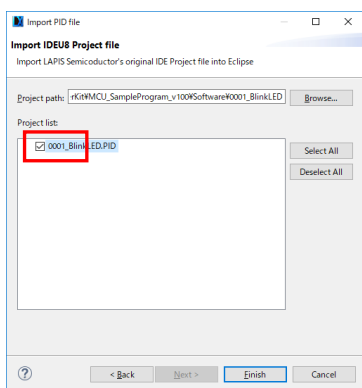 Import PID file
Import IDEU8 Project file
Import LAPIS Semiconductor's original IDE Project file into Eclipse
Project path: rKit¥MCU_SampleProgram_v100¥Software¥0001_BlinkLED Browse...
Project list:
0001_BlinkLED.PID
Select All
Deselect All
? < Back Next > Finish Cancel